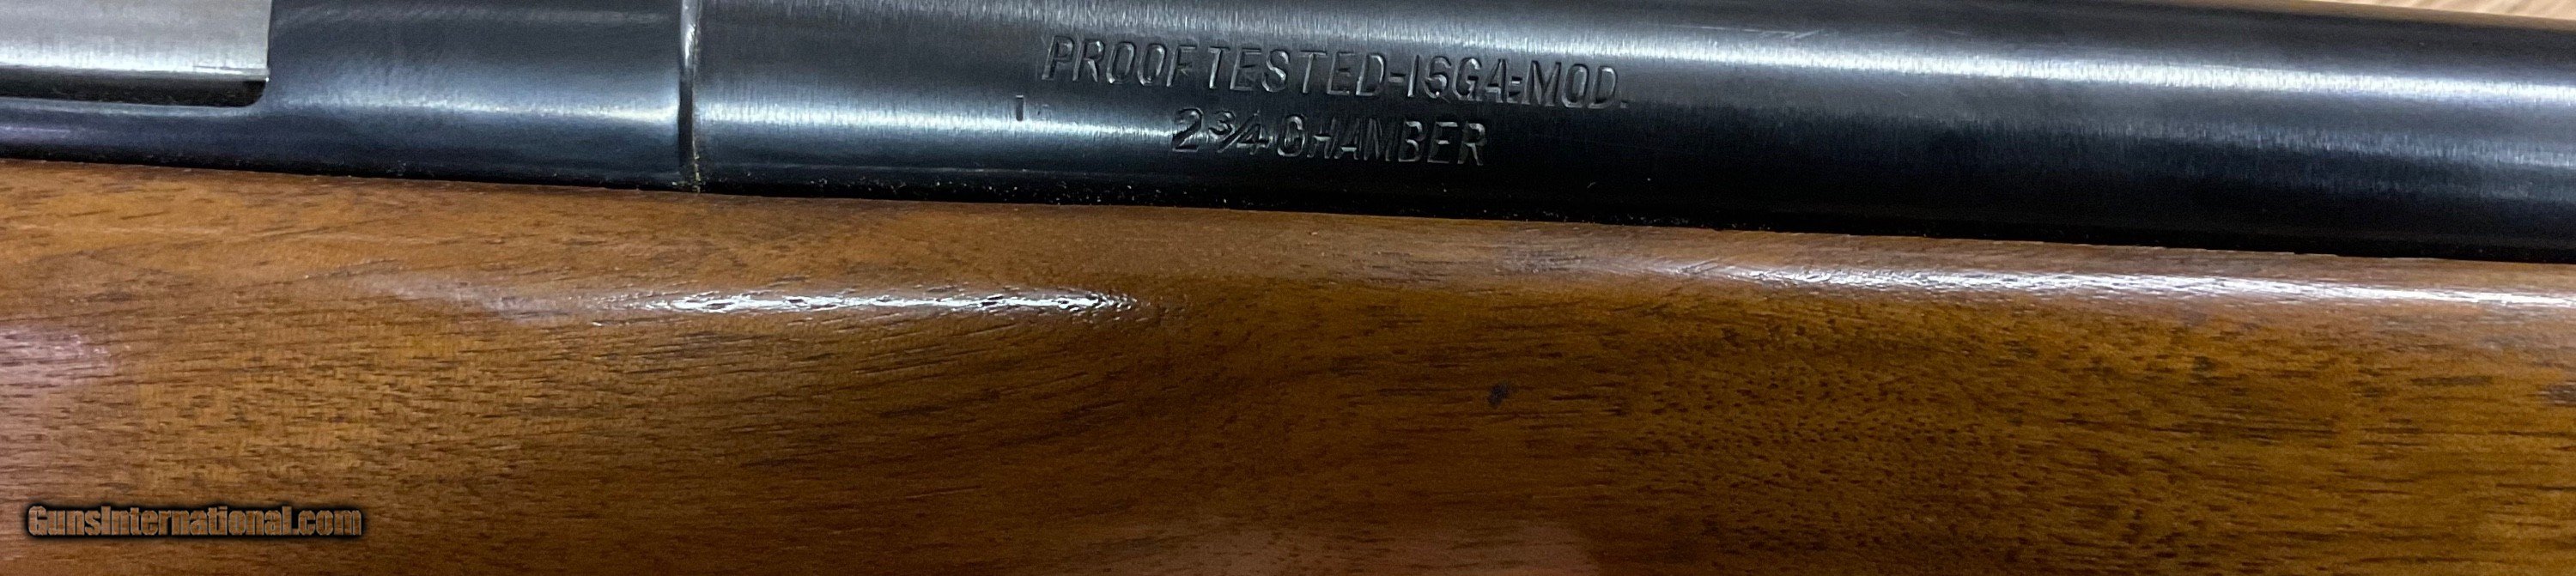 PROOF TESTED-16GA-MOD.
2¾ CHAMBER
GunsInternational.com